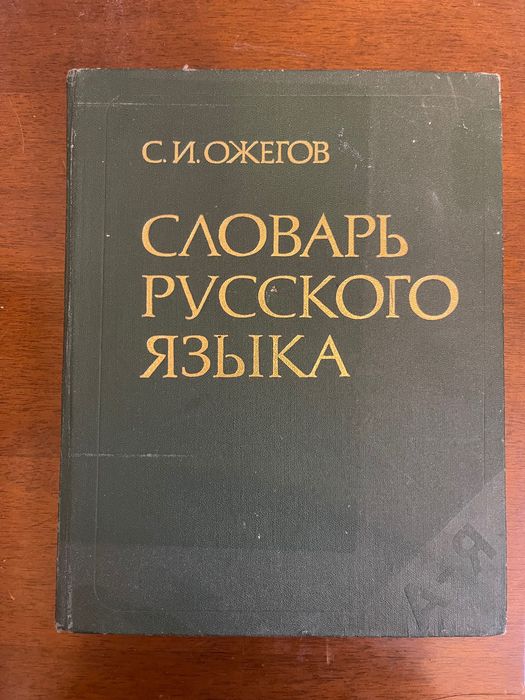 С. И. ОЖЕГОВ
СЛОВАРЬ
РУССКОГО
ЯЗЫКА
А-Я